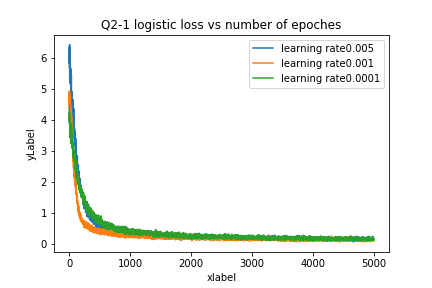 Q2-1 logistic loss vs number of epoches
learning rate0.005
learning rate0.001
learning rate0.0001
yLabel
6
5
4
3
2
1
0
0 1000 2000 3000 4000 5000
xlabel